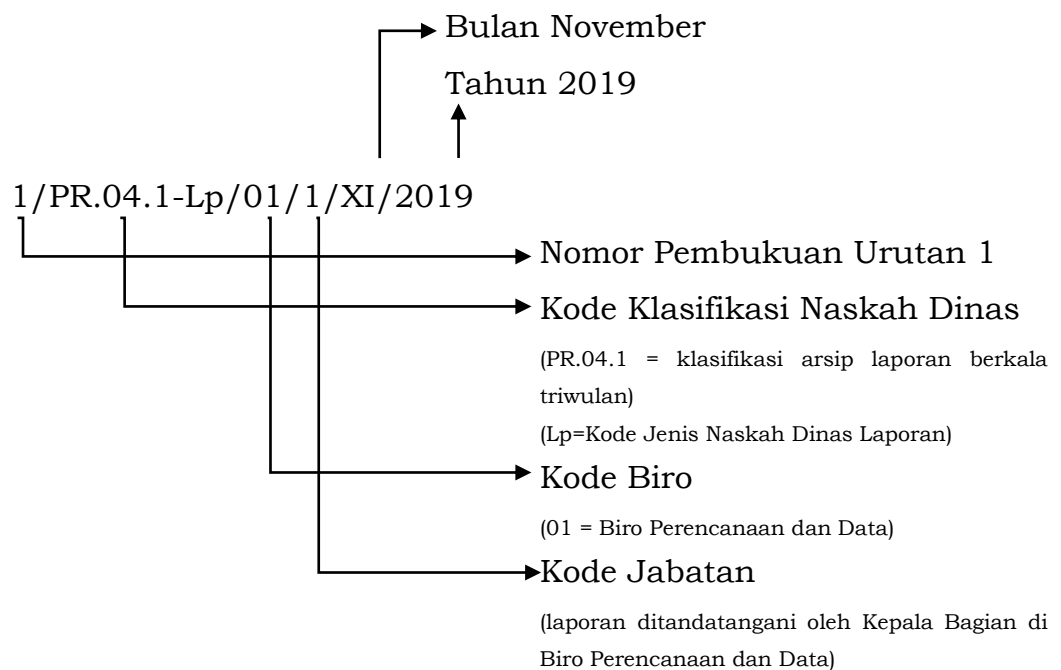 Bulan November
Tahun 2019
1/PR.04.1-Lp/01/1/XI/2019
Nomor Pembukuan Urutan 1
Kode Klasifikasi Naskah Dinas
(PR.04.1 = klasifikasi arsip laporan berkala
triwulan)
(Lp=Kode Jenis Naskah Dinas Laporan)
Kode Biro
(01 = Biro Perencanaan dan Data)
Kode Jabatan
(laporan ditandatangani oleh Kepala Bagian di
Biro Perencanaan dan Data)